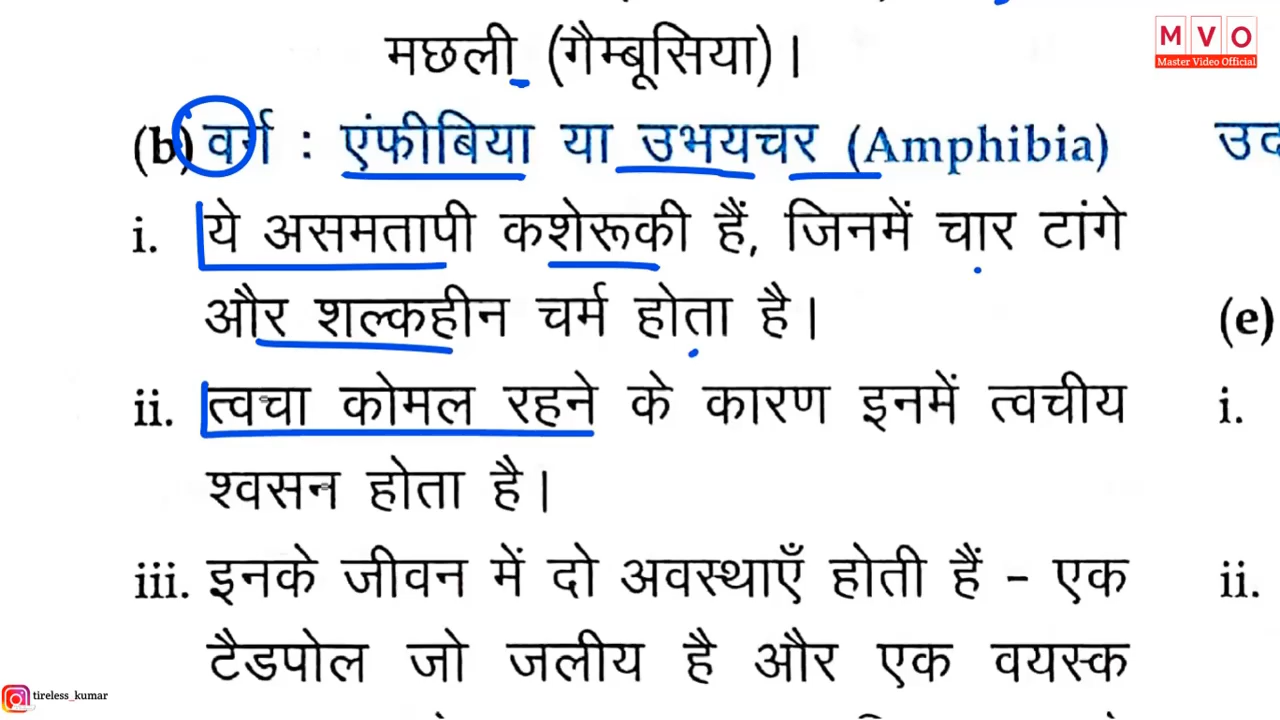 मछली (गैम्बूसिया)।
(b) वर्ग : एंफीबिया या उभयचर (Amphibia)
i. ये असमतापी कशेरूकी हैं, जिनमें चार टांगे
और शल्कहीन चर्म होता है।
ii. त्वचा कोमल रहने के कारण इनमें त्वचीय
श्वसन होता है।
iii. इनके जीवन में दो अवस्थाएँ होती हैं - एक
टैडपोल जो जलीय है और एक वयस्क
(e)
i.
ii.
M V O
Master Video Official
tireless_kumar